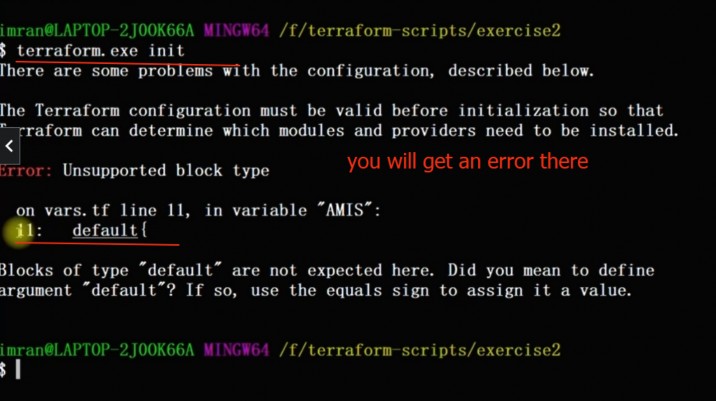 imran@LAPTOP-2JOOK66A MINGW64 /f/terraform-scripts/exercise2
$ terraform.exe init
There are some problems with the configuration, described below.
The Terraform configuration must be valid before initialization so that
Terraform can determine which modules and providers need to be installed.
Error: Unsupported block type
you will get an error there
on vars.tf line 11, in variable "AMIS":
11: default{
Blocks of type "default" are not expected here. Did you mean to define
argument "default"? If so, use the equals sign to assign it a value.
imran@LAPTOP-2JOOK66A MINGW64 /f/terraform-scripts/exercise2
$